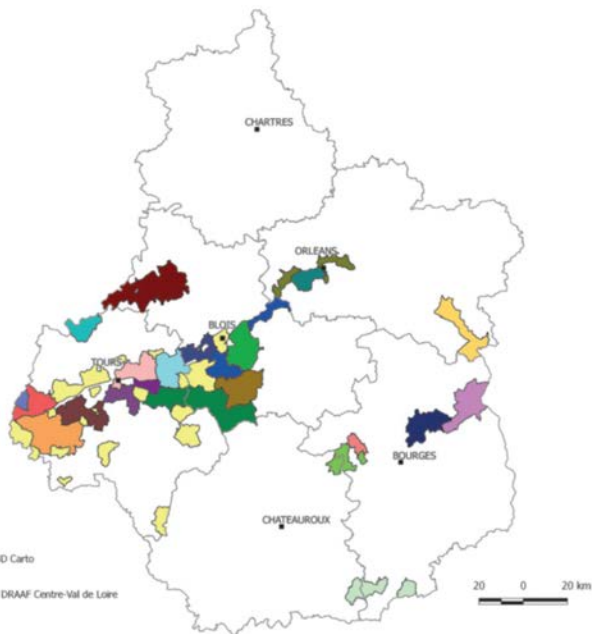 CHARTRES
ORLEANS
BLOIS
TOURS
BOURGES
CHATEAUROUX
D Carto
DRAAF Centre-Val de Loire
20 0 20 km